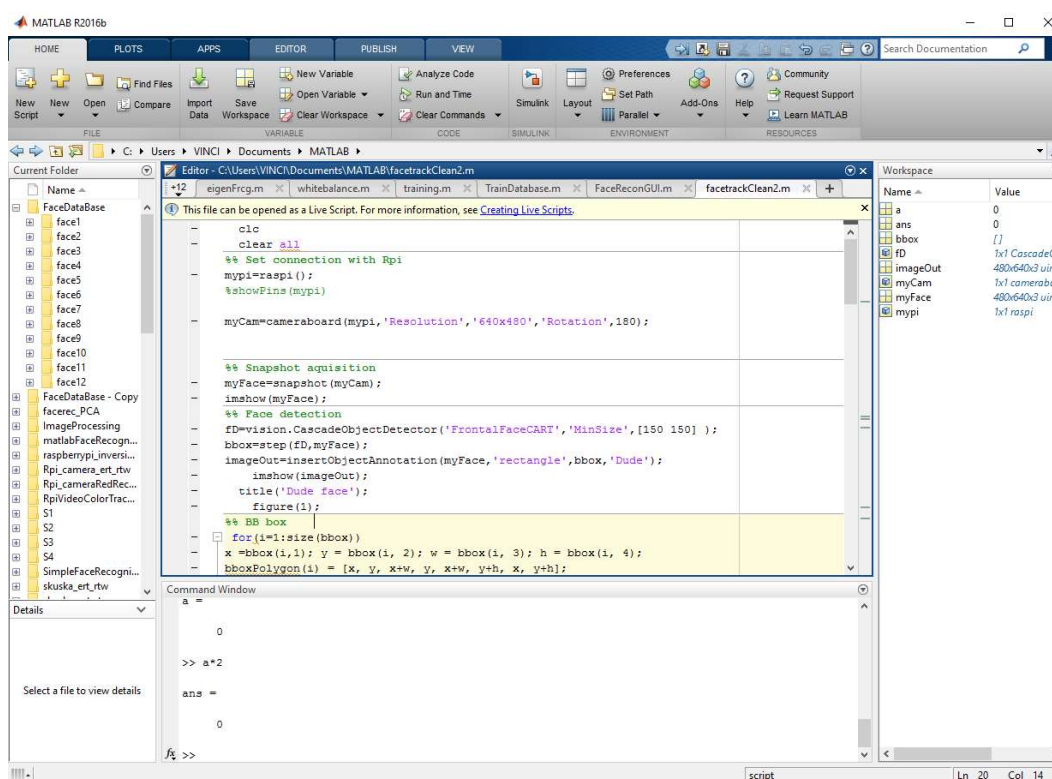 MATLAB R2016b
HOME PLOTS APPS EDITOR PUBLISH VIEW Search Documentation
New Script New Open Find Files Compare Import Data Save Workspace New Variable Open Variable Clear Workspace Analyze Code Run and Time Clear Commands Simulink Layout Preferences Set Path Parallel Add-Ons Help Community Request Support Learn MATLAB
FILE VARIABLE CODE SIMULINK ENVIRONMENT RESOURCES
C: Users VINCI Documents MATLAB
Current Folder
Name
FaceDataBase
face1
face2
face3
face4
face5
face6
face7
face8
face9
face10
face11
face12
FaceDataBase - Copy
facerec_PCA
ImageProcessing
matlabFaceRecogn...
raspberrypi_inversi...
Rpi_camera_ert_rtw
Rpi_cameraRedRec...
RpiVideoColorTrac...
S1
S2
S3
S4
SimpleFaceRecogni...
skuska_ert_rtw
Details
Select a file to view details
Editor - C:\Users\VINCI\Documents\MATLAB\facetrackClean2.m
+12 eigenFrcg.m whitebalance.m training.m TrainDatabase.m FaceReconGUI.m facetrackClean2.m +
This file can be opened as a Live Script. For more information, see Creating Live Scripts.
clc
clear all
%% Set connection with Rpi
mypi=raspi();
%showPins(mypi)
myCam=cameraboard(mypi,'Resolution','640x480','Rotation',180);
%% Snapshot aquisition
myFace=snapshot(myCam);
imshow(myFace);
%% Face detection
fD=vision.CascadeObjectDetector('FrontalFaceCART','MinSize',[150 150] );
bbox=step(fD,myFace);
imageOut=insertObjectAnnotation(myFace,'rectangle',bbox,'Dude');
imshow(imageOut);
title('Dude face');
figure(1);
%% BB box
for(i=1:size(bbox))
x =bbox(i,1); y = bbox(i, 2); w = bbox(i, 3); h = bbox(i, 4);
bboxPolygon(i) = [x, y, x+w, y, x+w, y+h, x, y+h];
Command Window
a =
0
>> a*2
ans =
0
fx >>
Workspace
Name Value
a 0
ans 0
bbox []
fD 1x1 CascadeO
imageOut 480x640x3 uin
myCam 1x1 camerabo
myFace 480x640x3 uin
mypi 1x1 raspi
script Ln 20 Col 14